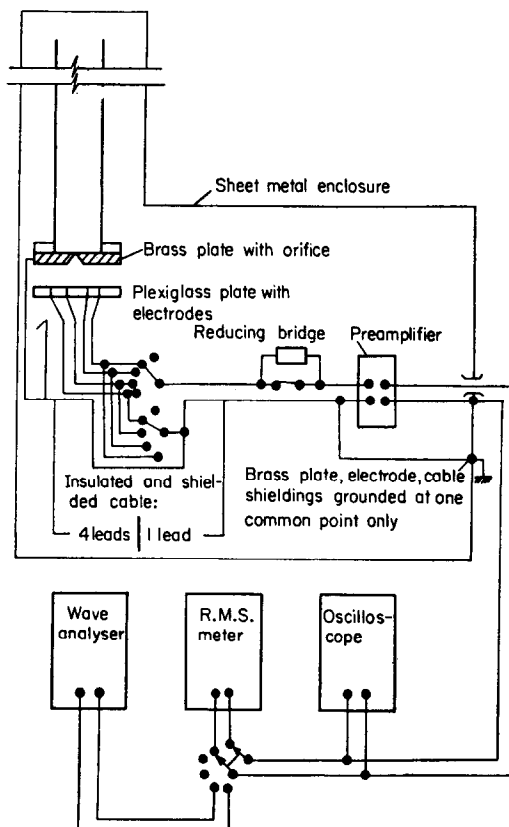 Sheet metal enclosure
Brass plate with orifice
Plexiglass plate with
electrodes
Reducing bridge
Preamplifier
Insulated and shiel-
ded cable:
4 leads | 1 lead
Brass plate, electrode, cable
shieldings grounded at one
common point only
Wave
analyser
R.M.S.
meter
Oscillos-
cope